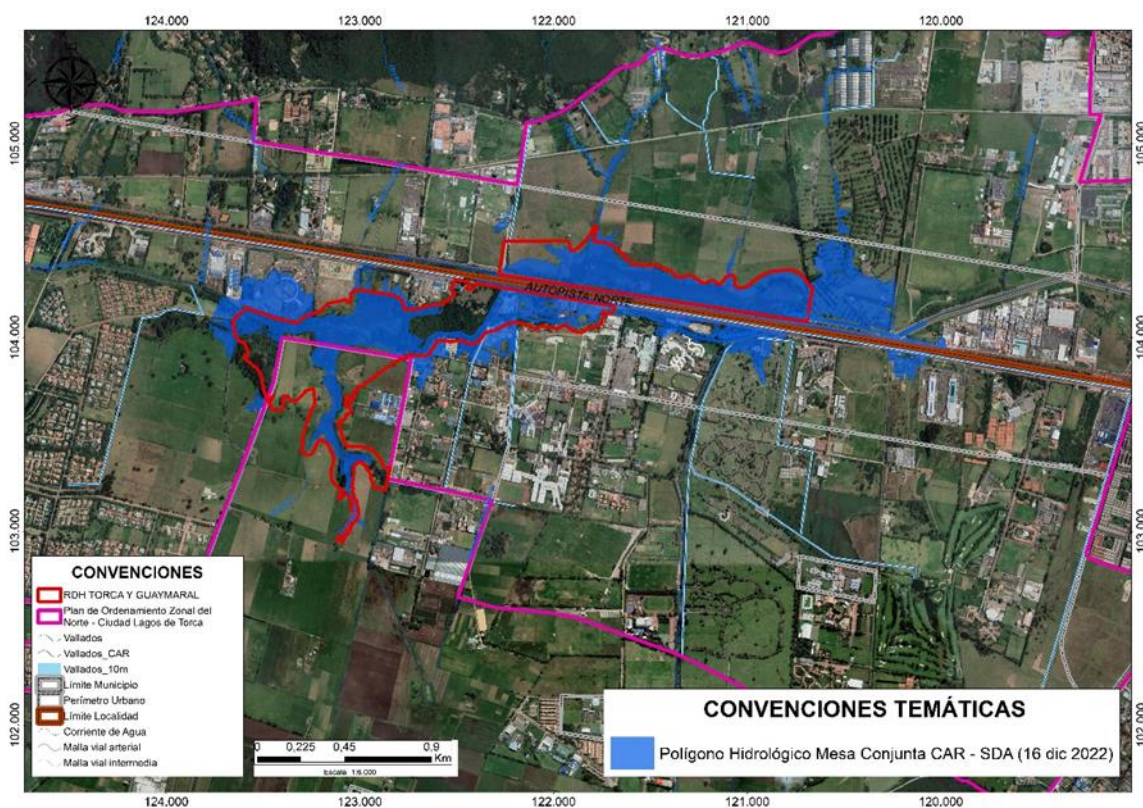 124.000 123.000 122.000 121.000 120.000
105.000 105.000
AUTOPISTA NORTE
104.000 104.000
103.000 103.000
102.000 102.000
CONVENCIONES
RDH TORCA Y GUAYMARAL
Plan de Ordenamiento Zonal del
Norte - Ciudad Lagos de Torca
Vallados
Vallados_CAR
Vallados_10m
Límite Municipio
Perímetro Urbano
Límite Localidad
Corriente de Agua
Malla vial arterial
Malla vial intermedia
0 0,225 0,45 0,9
Km
1:6.000
CONVENCIONES TEMÁTICAS
Polígono Hidrológico Mesa Conjunta CAR - SDA (16 dic 2022)
124.000 123.000 122.000 121.000 120.000